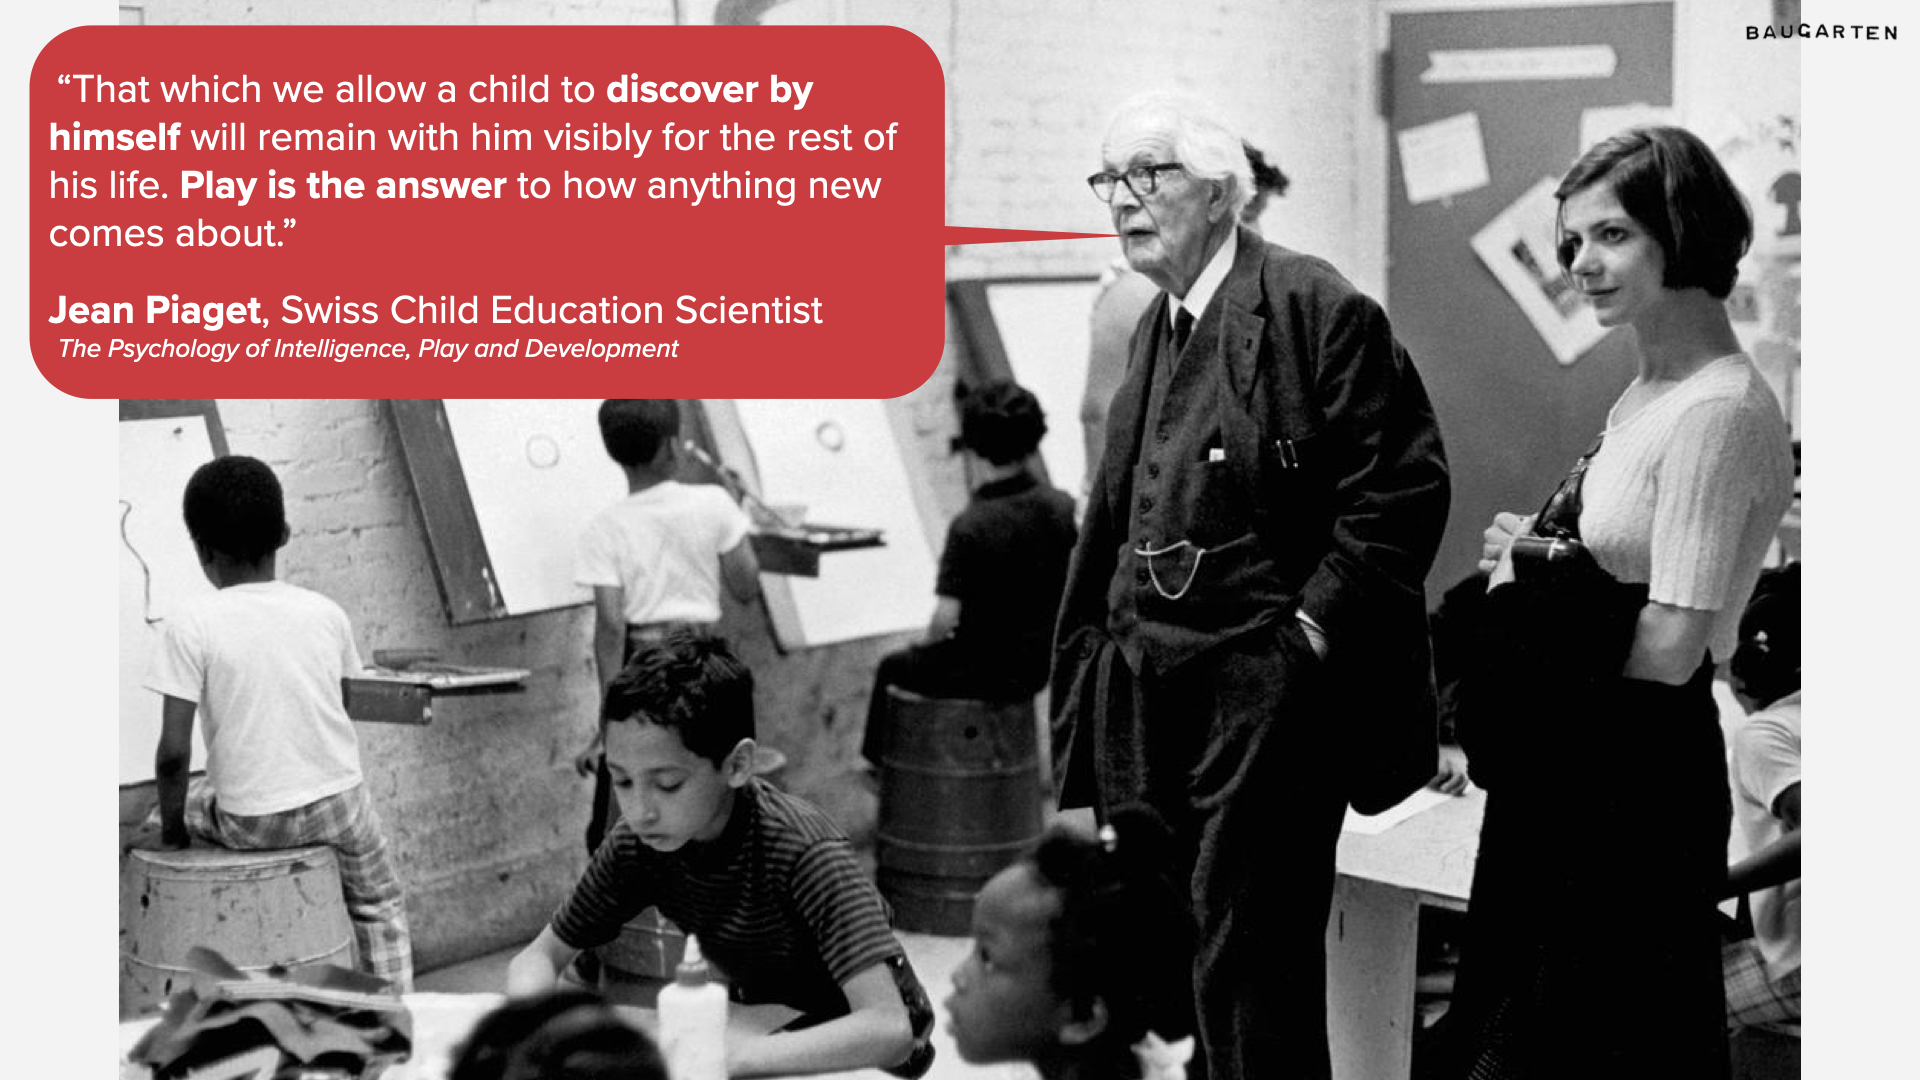 “That which we allow a child to discover by
himself will remain with him visibly for the rest of
his life. Play is the answer to how anything new
comes about.”
Jean Piaget, Swiss Child Education Scientist
The Psychology of Intelligence, Play and Development
BAUGARTEN